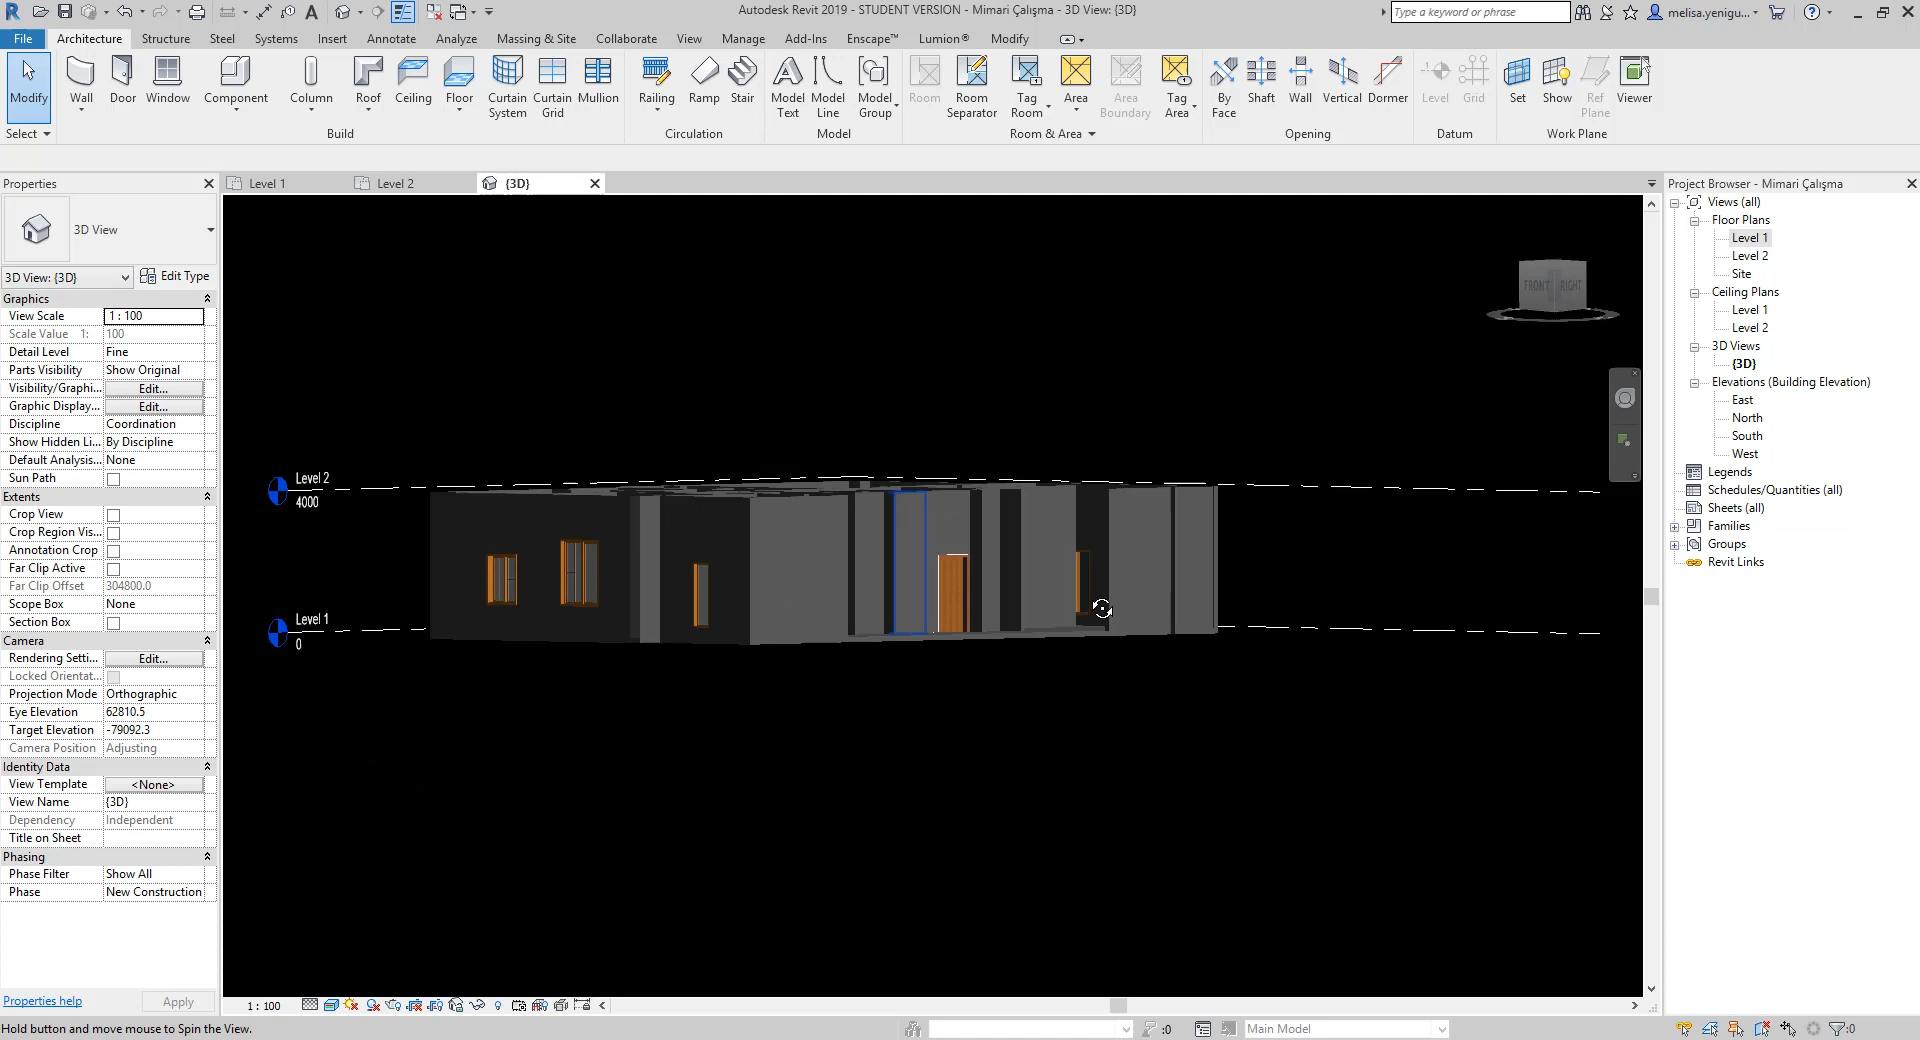 Autodesk Revit 2019 - STUDENT VERSION - Mimari Çalışma - 3D View: {3D}
Type a keyword or phrase
melisa.yenigu...
File Architecture Structure Steel Systems Insert Annotate Analyze Massing & Site Collaborate View Manage Add-Ins Enscape™ Lumion® Modify
Modify Wall Door Window Component Column Roof Ceiling Floor Curtain System Curtain Grid Mullion Railing Ramp Stair Model Text Model Line Model Group Room Room Separator Tag Room Area Area Boundary Tag Area By Face Shaft Wall Vertical Dormer Level Grid Set Show Ref Plane Viewer
Select Build Circulation Model Room & Area Opening Datum Work Plane
Properties
3D View
3D View: {3D} Edit Type
Graphics
View Scale 1 : 100
Scale Value 1: 100
Detail Level Fine
Parts Visibility Show Original
Visibility/Graphi... Edit...
Graphic Display... Edit...
Discipline Coordination
Show Hidden Li... By Discipline
Default Analysis... None
Sun Path
Extents
Crop View
Crop Region Vis...
Annotation Crop
Far Clip Active
Far Clip Offset 304800.0
Scope Box None
Section Box
Camera
Rendering Setti... Edit...
Locked Orientat...
Projection Mode Orthographic
Eye Elevation 62810.5
Target Elevation -79092.3
Camera Position Adjusting
Identity Data
View Template <None>
View Name {3D}
Dependency Independent
Title on Sheet
Phasing
Phase Filter Show All
Phase New Construction
Properties help Apply
Level 1 Level 2 {3D}
FRONT RIGHT
Level 2
4000
Level 1
0
1 : 100
Project Browser - Mimari Çalışma
Views (all)
Floor Plans
Level 1
Level 2
Site
Ceiling Plans
Level 1
Level 2
3D Views
{3D}
Elevations (Building Elevation)
East
North
South
West
Legends
Schedules/Quantities (all)
Sheets (all)
Families
Groups
Revit Links
Hold button and move mouse to Spin the View.
:0
Main Model
:0